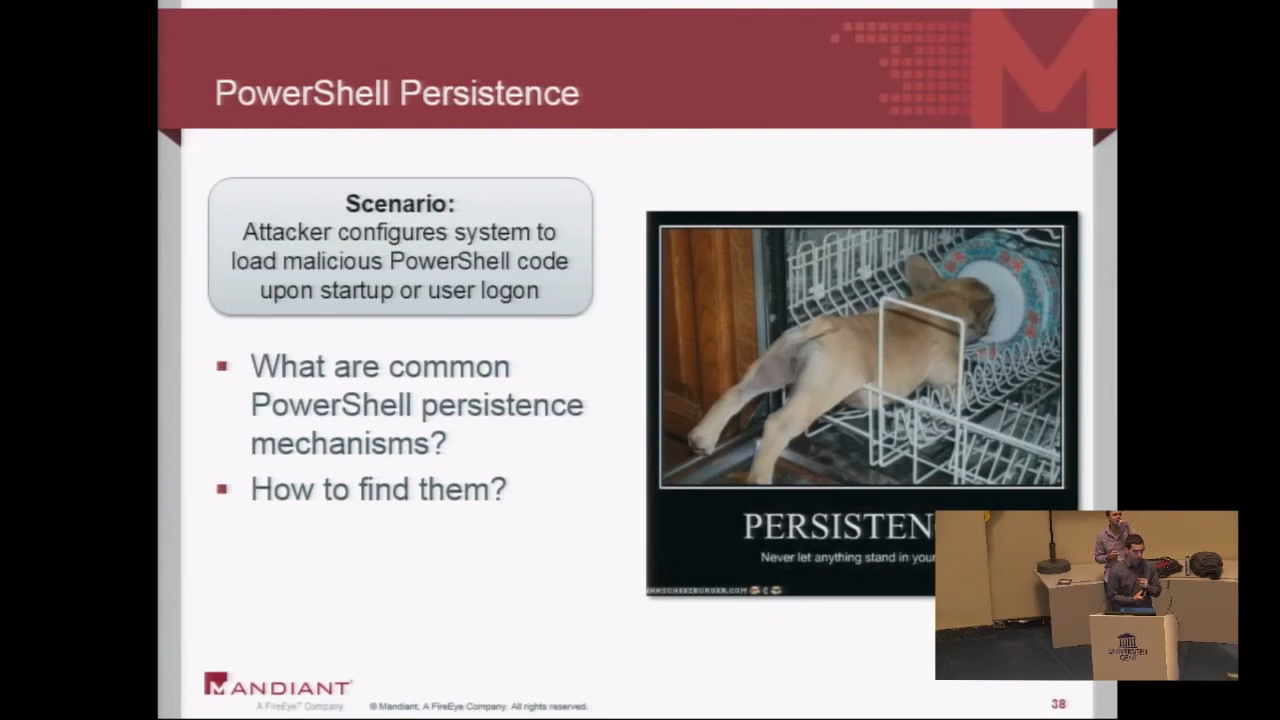 PowerShell Persistence
Scenario:
Attacker configures system to
load malicious PowerShell code
upon startup or user logon
▪ What are common
PowerShell persistence
mechanisms?
▪ How to find them?
PERSISTEN
Never let anything stand in your
MANDIANT
A FireEye™ Company
© Mandiant, A FireEye Company. All rights reserved.
38
UNIVERSITEIT
GENT